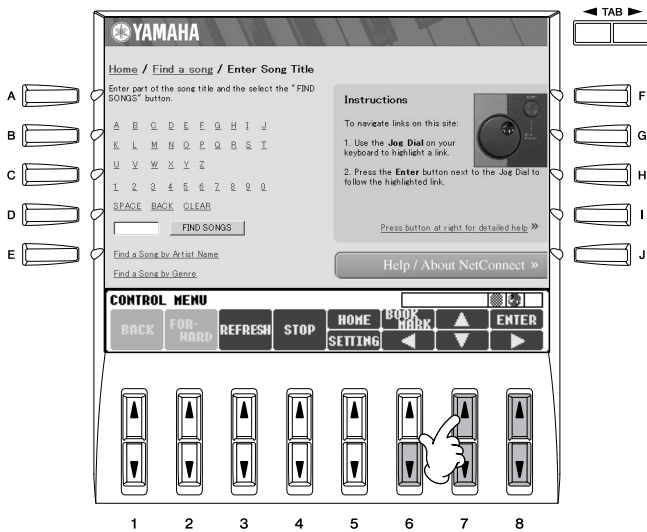 ◄ TAB ►
YAMAHA
Home / Find a song / Enter Song Title
Enter part of the song title and the select the "FIND
SONGS" button.
A B C D E F G H I J
K L M N O P Q R S T
U V W X Y Z
1 2 3 4 5 6 7 8 9 0
SPACE BACK CLEAR
FIND SONGS
Find a Song by Artist Name
Find a Song by Genre
Instructions
To navigate links on this site:
1. Use the Jog Dial on your
keyboard to highlight a link.
2. Press the Enter button next to the Jog Dial to
follow the highlighted link.
Press button at right for detailed help »
Help / About NetConnect »
A
B
C
D
E
F
G
H
I
J
CONTROL MENU
BACK
FOR-
WARD
REFRESH
STOP
HOME
SETTING
BOOK
MARK
ENTER
1 2 3 4 5 6 7 8